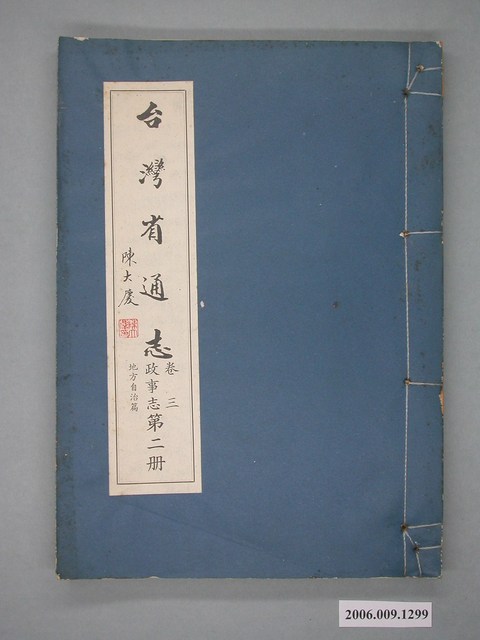 台灣省通志
卷三
政事志第二冊
地方自治篇
陳大慶
2006.009.1299